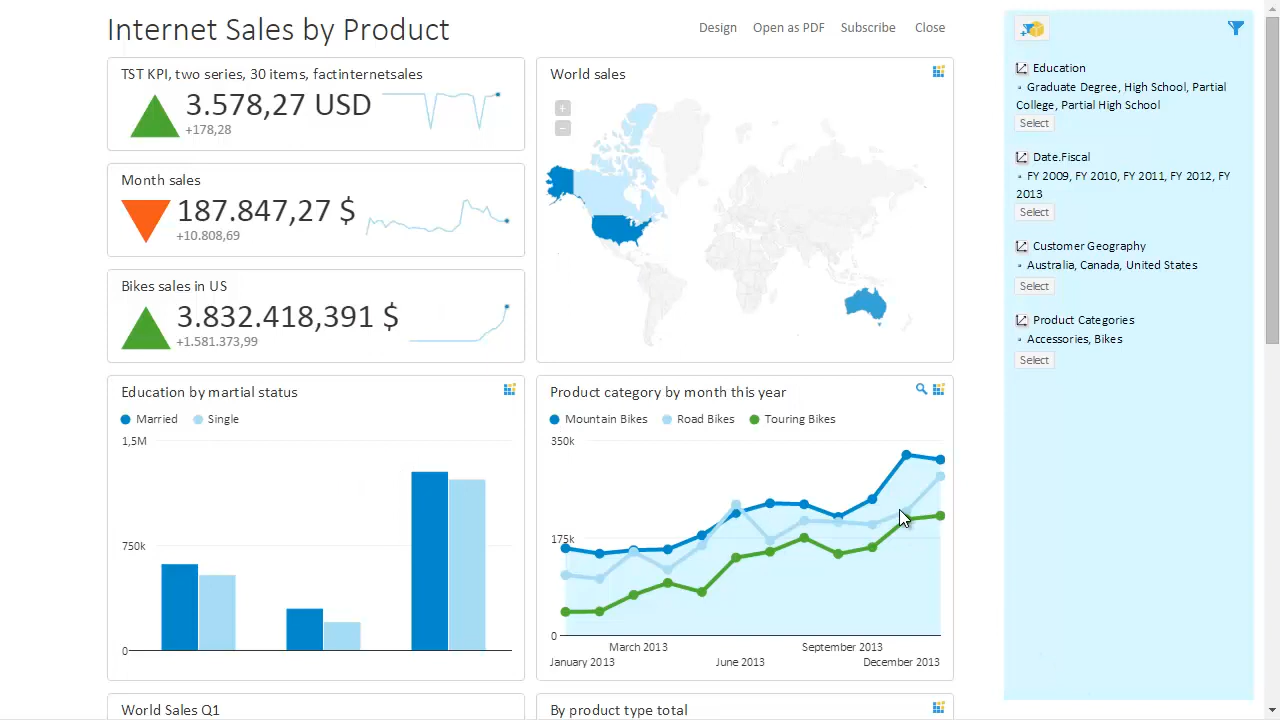 Internet Sales by Product
Design Open as PDF Subscribe Close
TST KPI, two series, 30 items, factinternetsales
3.578,27 USD
+178,28
Month sales
187.847,27 $
+10.808,69
Bikes sales in US
3.832.418,391 $
+1.581.373,99
World sales
+
−
Education by martial status
Married Single
1,5M
750k
0
Product category by month this year
Mountain Bikes Road Bikes Touring Bikes
350k
175k
0
March 2013 September 2013
January 2013 June 2013 December 2013
World Sales Q1
By product type total
Education
Graduate Degree, High School, Partial
College, Partial High School
Select
Date.Fiscal
FY 2009, FY 2010, FY 2011, FY 2012, FY
2013
Select
Customer Geography
Australia, Canada, United States
Select
Product Categories
Accessories, Bikes
Select